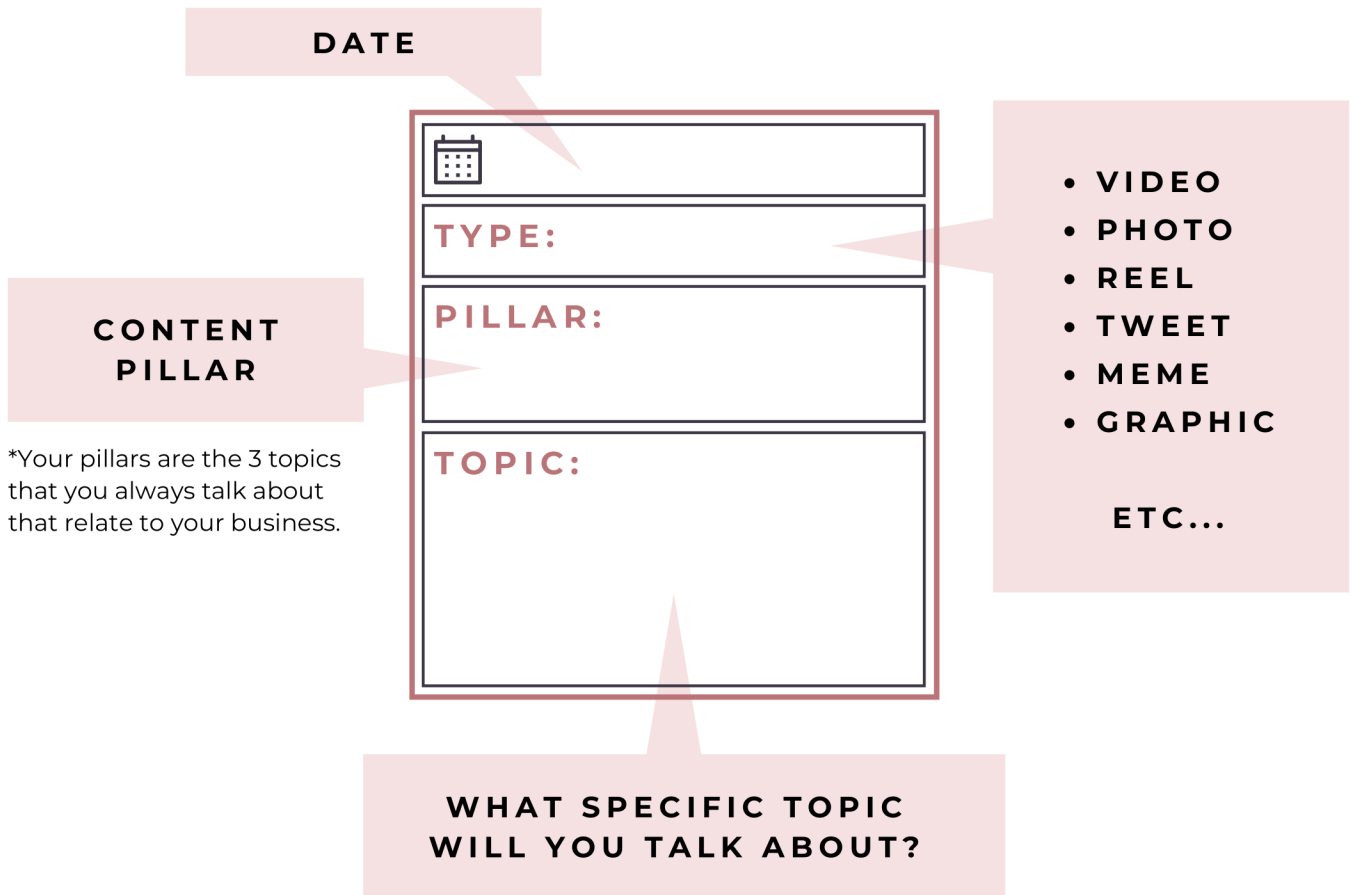 DATE
TYPE:
PILLAR:
TOPIC:
CONTENT
PILLAR
*Your pillars are the 3 topics
that you always talk about
that relate to your business.
• VIDEO
• PHOTO
• REEL
• TWEET
• MEME
• GRAPHIC
ETC...
WHAT SPECIFIC TOPIC
WILL YOU TALK ABOUT?